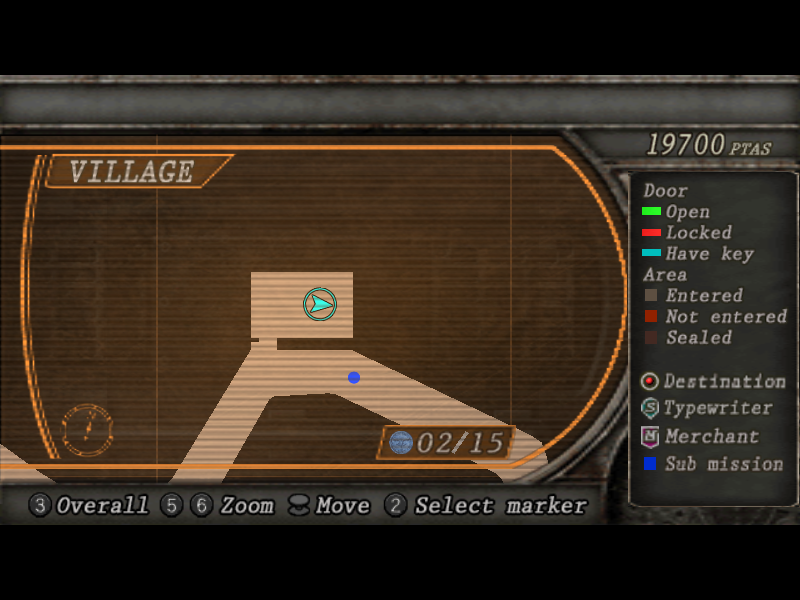 VILLAGE
19700 PTAS
Door
Open
Locked
Have key
Area
Entered
Not entered
Sealed
Destination
S Typewriter
M Merchant
Sub mission
02/15
3 Overall 5 6 Zoom Move 2 Select marker